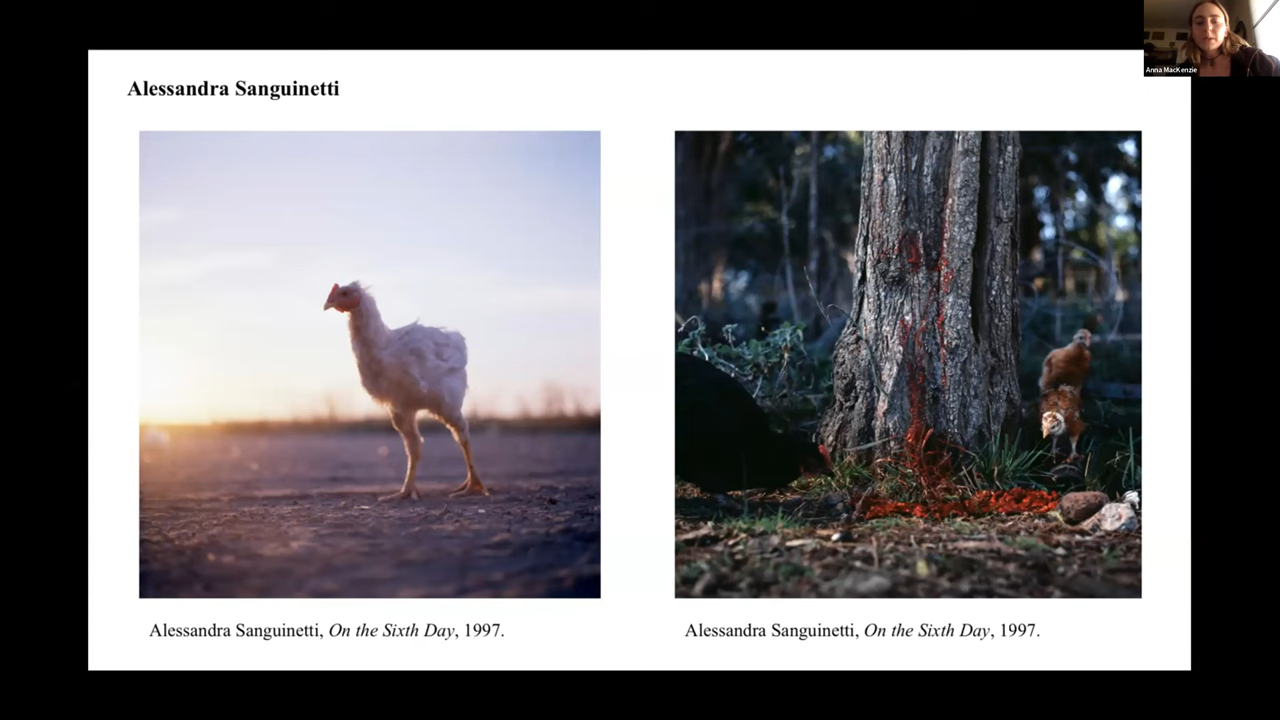 Anna MacKenzie
Alessandra Sanguinetti
Alessandra Sanguinetti, On the Sixth Day, 1997.
Alessandra Sanguinetti, On the Sixth Day, 1997.